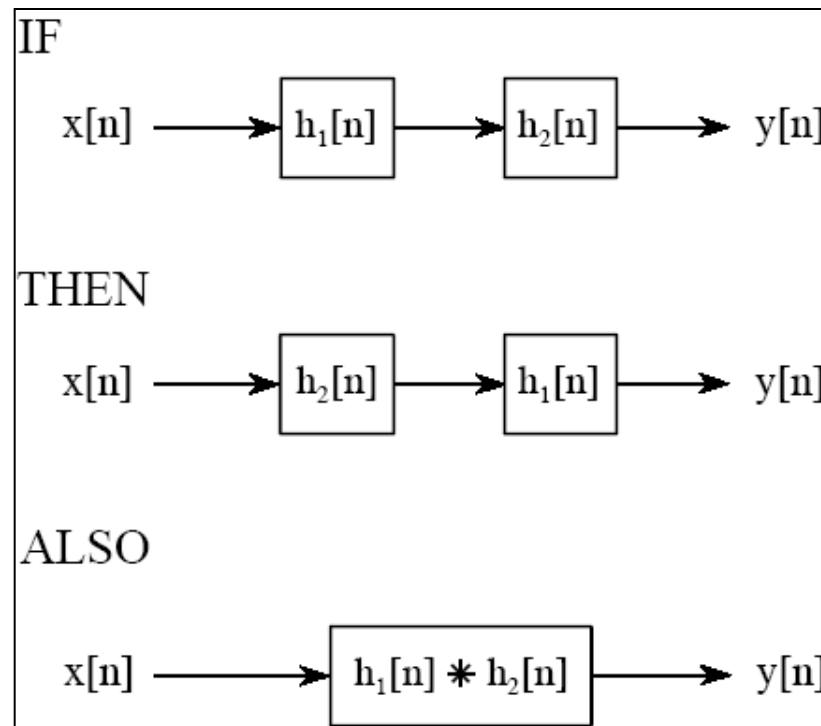 IF
x[n] h₁[n] h₂[n] y[n]
THEN
x[n] h₂[n] h₁[n] y[n]
ALSO
x[n] h₁[n] * h₂[n] y[n]